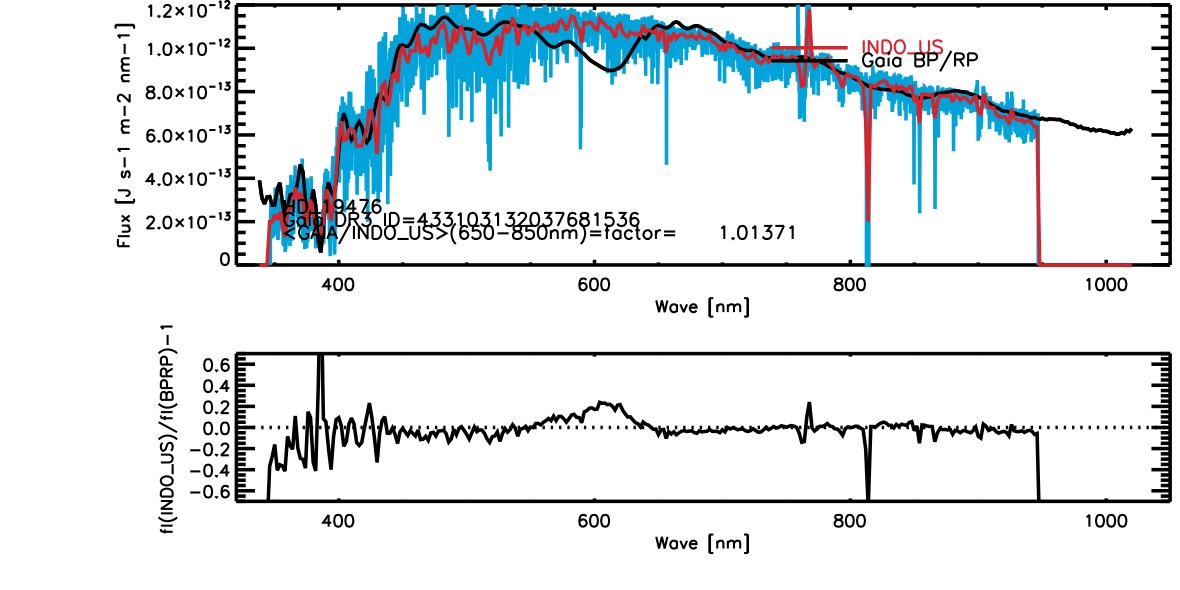 1.2×10−12
1.0×10−12
8.0×10−13
6.0×10−13
4.0×10−13
2.0×10−13
0
Flux [J s−1 m−2 nm−1]
INDO_US
Gaia BP/RP
HD_19476
Gaia DR3 ID=4331031320376​81536
<GAIA/INDO_US>(650−850nm)=factor= 1.01371
400 600 800 1000
Wave [nm]
0.6
0.4
0.2
0.0
−0.2
−0.4
−0.6
fl(INDO_US)/fl(BPRP)−1
400 600 800 1000
Wave [nm]